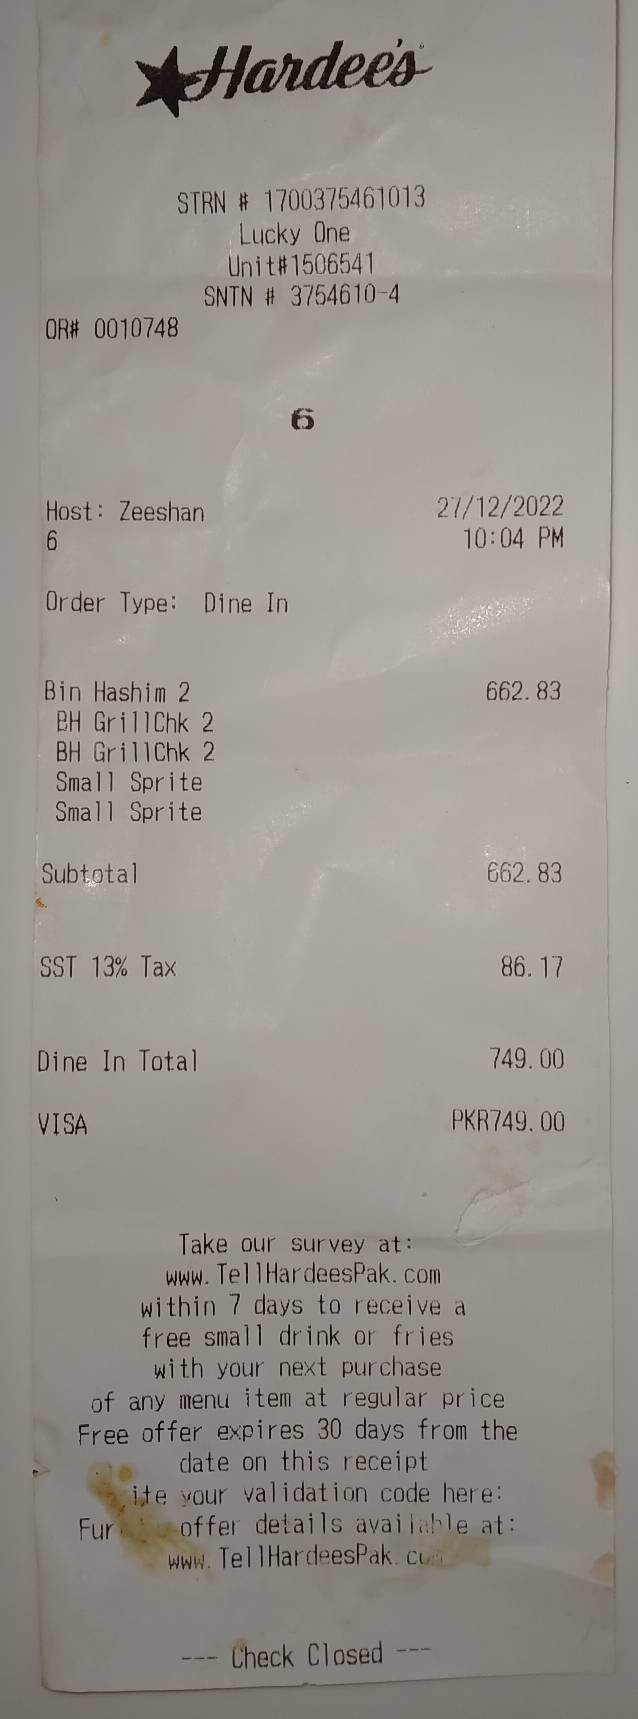 Hardee's
STRN # 1700375461013
Lucky One
Unit#1506541
SNTN # 3754610-4
OR# 0010748
6
Host: Zeeshan 27/12/2022
6 10:04 PM
Order Type: Dine In
Bin Hashim 2 662.83
BH GrillChk 2
BH GrillChk 2
Small Sprite
Small Sprite
Subtotal 662.83
SST 13% Tax 86.17
Dine In Total 749.00
VISA PKR749.00
Take our survey at:
www.TellHardeesPak.com
within 7 days to receive a
free small drink or fries
with your next purchase
of any menu item at regular price
Free offer expires 30 days from the
date on this receipt
your validation code here:
offer details available at:
www.TellHardeesPak.
--- Check Closed ---